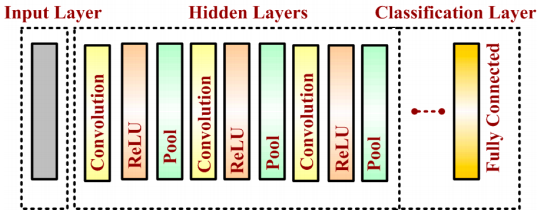 Input Layer
Hidden Layers
Classification Layer
Convolution
ReLU
Pool
Convolution
ReLU
Pool
Convolution
ReLU
Pool
Fully Connected